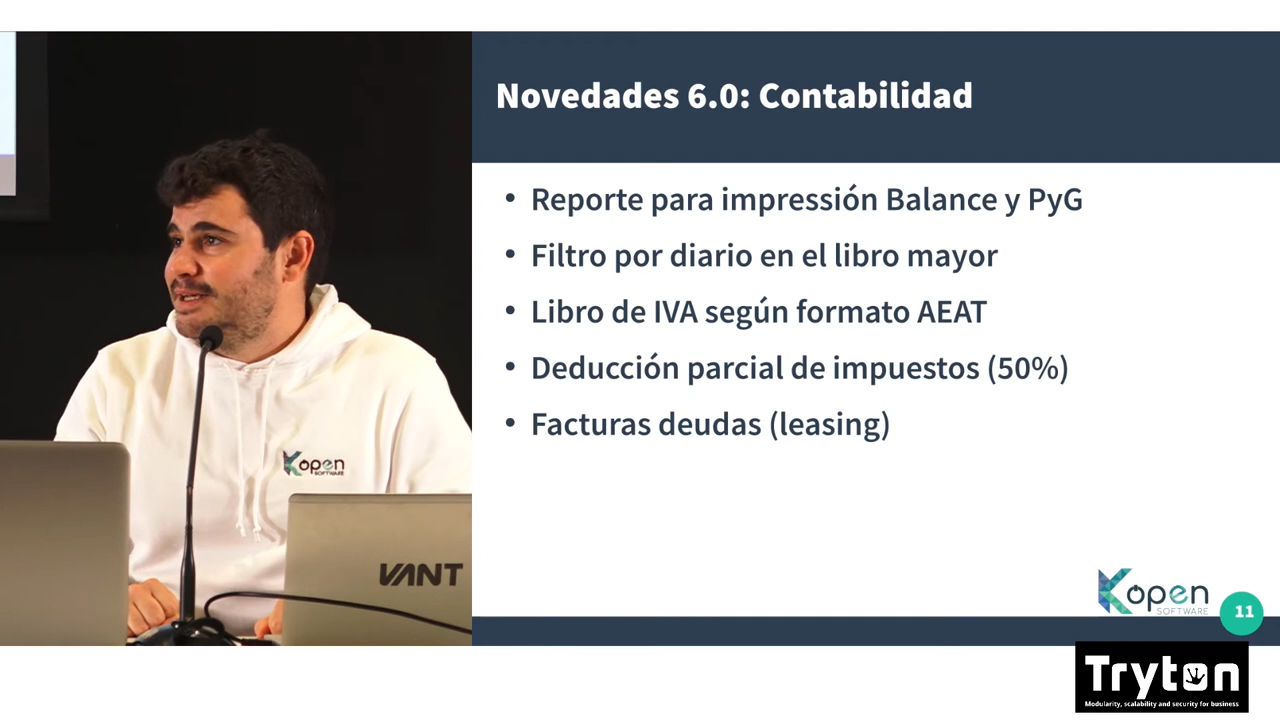 Novedades 6.0: Contabilidad
• Reporte para impressión Balance y PyG
• Filtro por diario en el libro mayor
• Libro de IVA según formato AEAT
• Deducción parcial de impuestos (50%)
• Facturas deudas (leasing)
Kopen
SOFTWARE
VANT
Kopen
SOFTWARE
11
Tryton
Modularity, scalability and security for business